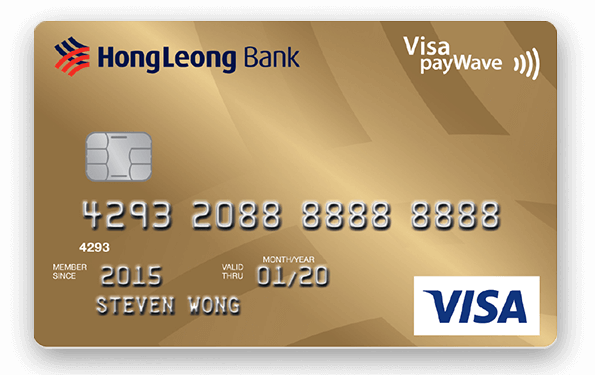 HongLeong Bank
Visa
payWave
4293 2088 8888 8888
4293
MONTH/YEAR
MEMBER SINCE 2015 VALID THRU 01/20
STEVEN WONG
VISA